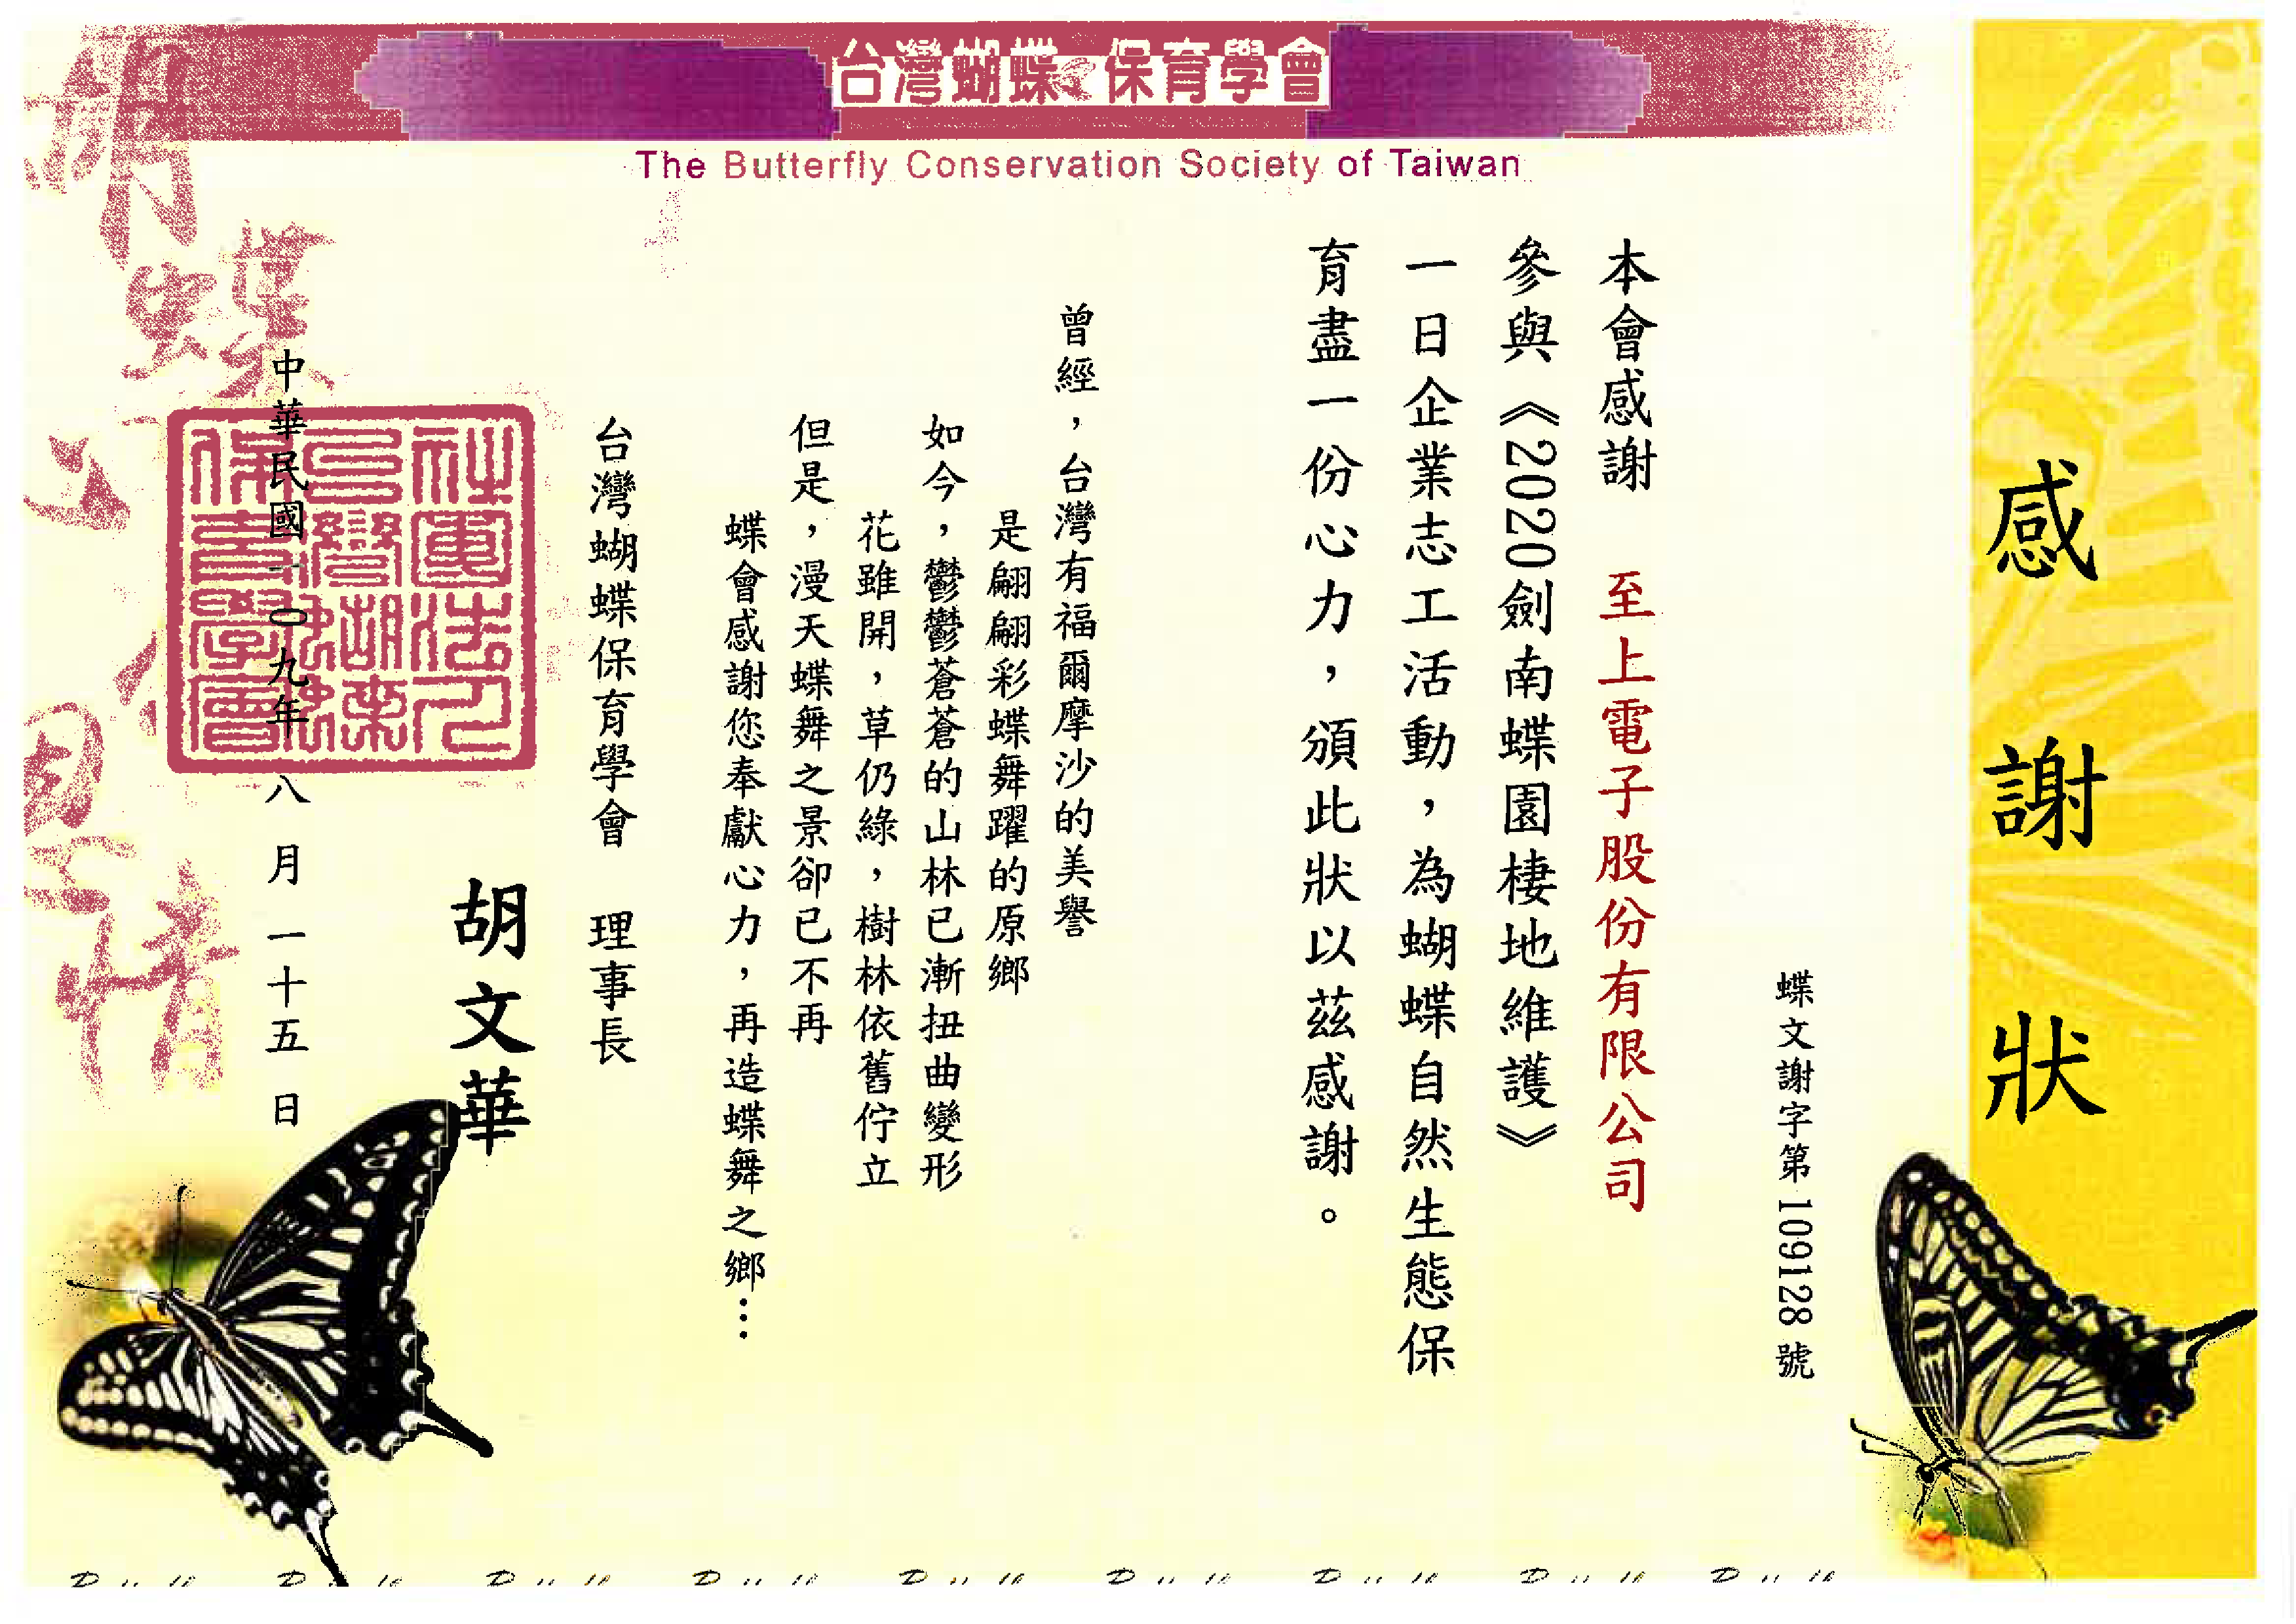 台灣蝴蝶保育學會
The Butterfly Conservation Society of Taiwan
感謝狀
蝶文謝字第109128號
本會感謝 至上電子股份有限公司
參與《2020劍南蝶園棲地維護》
一日企業志工活動，為蝴蝶自然生態保
育盡一份心力，頒此狀以茲感謝。
曾經，台灣有福爾摩沙的美譽
是翩翩彩蝶舞躍的原鄉
如今，鬱鬱蒼蒼的山林已漸扭曲變形
花雖開，草仍綠，樹林依舊佇立
但是，漫天蝶舞之景卻已不再
蝶會感謝您奉獻心力，再造蝶舞之鄉…
台灣蝴蝶保育學會 理事長
胡文華
社團法人
台灣蝴蝶
保育學會
中華民國一〇九年八月一十五日